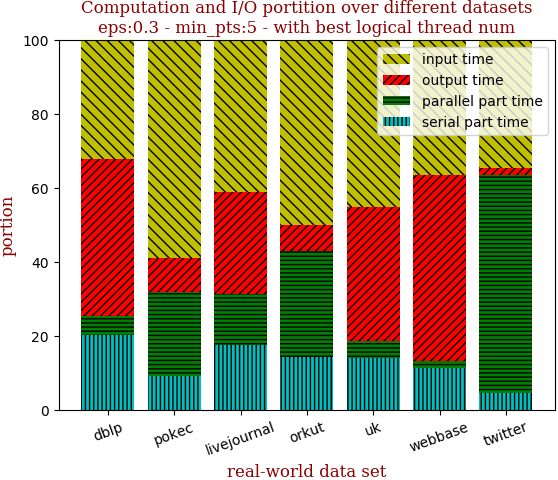 Computation and I/O portition over different datasets
eps:0.3 - min_pts:5 - with best logical thread num
100
80
60
40
20
0
portion
input time
output time
parallel part time
serial part time
dblp
pokec
livejournal
orkut
uk
webbase
twitter
real-world data set